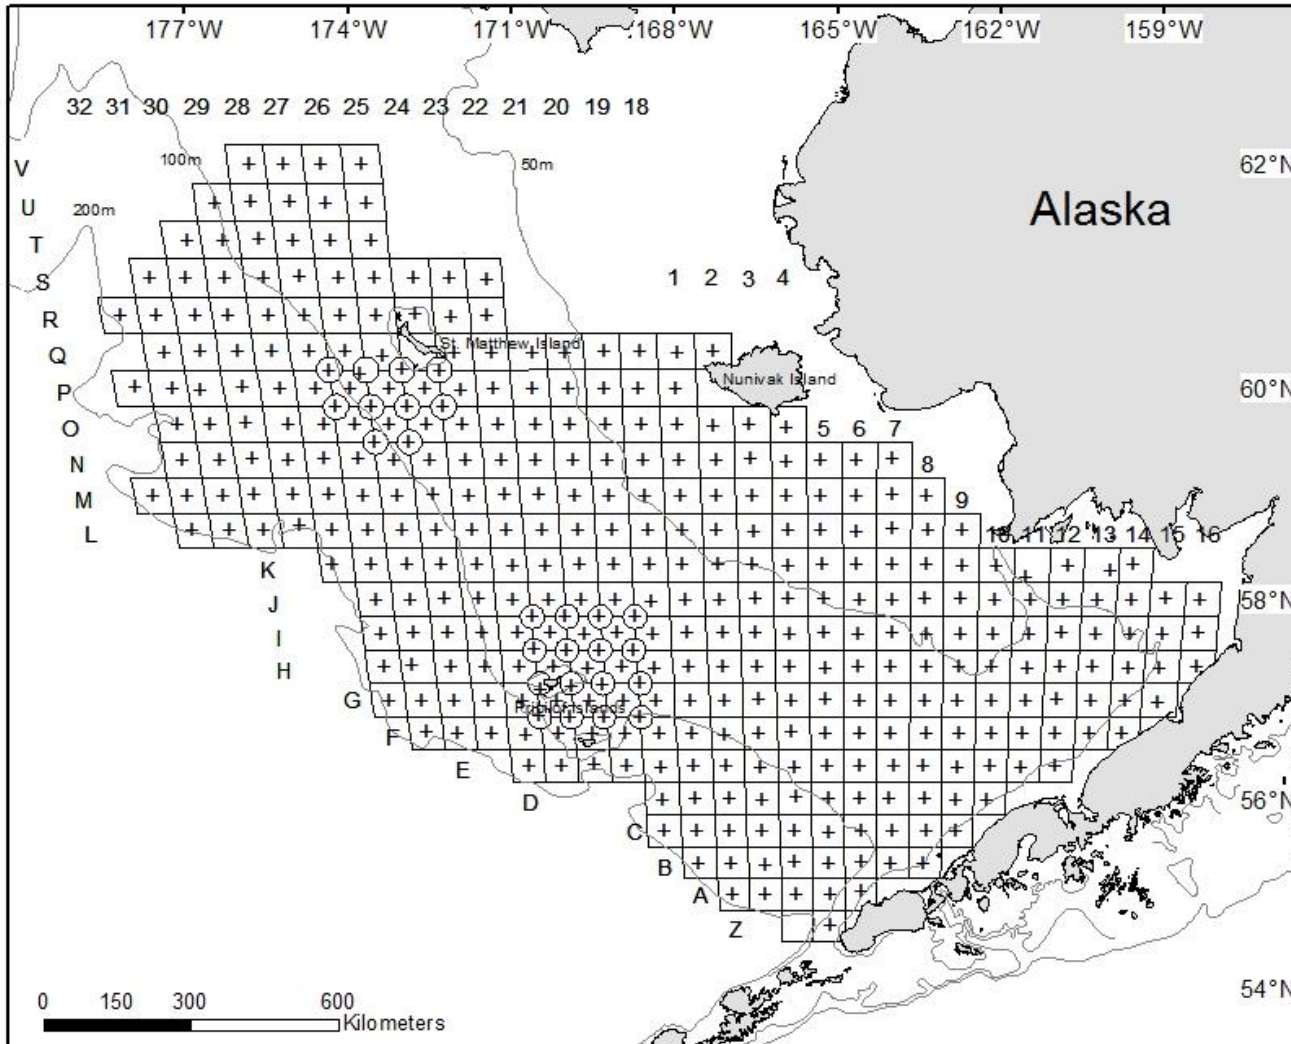 177°W 174°W 171°W 168°W 165°W 162°W 159°W
32 31 30 29 28 27 26 25 24 23 22 21 20 19 18
100m
50m
62°N
V
U
200m
Alaska
T
S
1 2 3 4
R
St. Matthew Island
Q
Nunivak Island
60°N
P
O
5 6 7
N
8
M
9
L
10 11 12 13 14 15 16
K
J
58°N
I
H
G
Pribilof Islands
F
E
D
56°N
C
B
A
Z
54°N
0 150 300 600
Kilometers